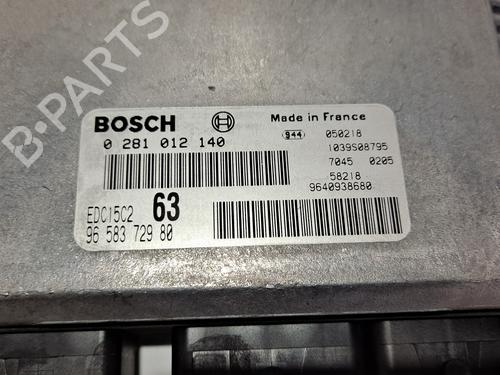 B-PARTS
BOSCH
Made in France
0 281 012 140
944 050218
1039S08795
7045 0205
58218
9640938680
EDC15C2 63
96 583 729 80